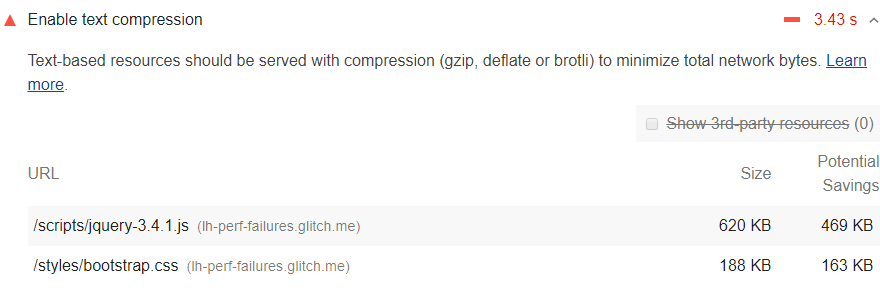 Enable text compression 3.43 s
Text-based resources should be served with compression (gzip, deflate or brotli) to minimize total network bytes. Learn
more.
Show 3rd-party resources (0)
URL Size Potential Savings
/scripts/jquery-3.4.1.js (lh-perf-failures.glitch.me) 620 KB 469 KB
/styles/bootstrap.css (lh-perf-failures.glitch.me) 188 KB 163 KB